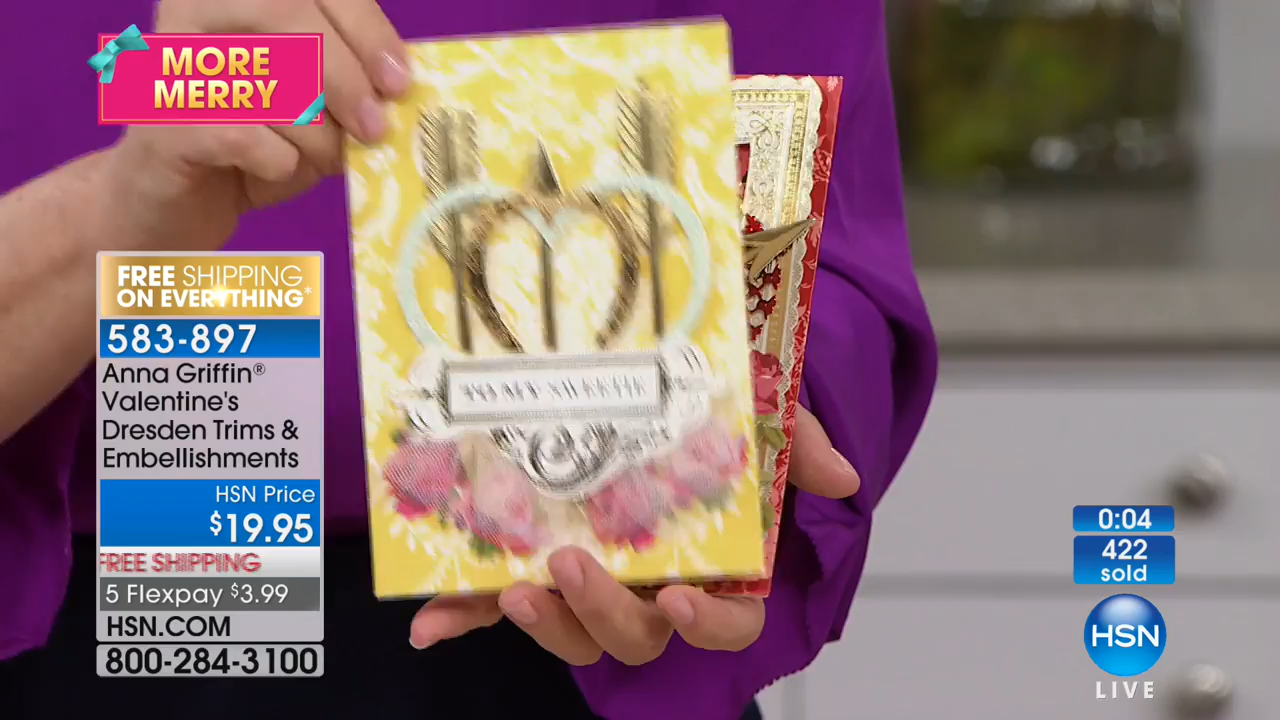 MORE
MERRY
FREE SHIPPING
ON EVERYTHING*
583-897
Anna Griffin®
Valentine's
Dresden Trims &
Embellishments
HSN Price
$19.95
FREE SHIPPING
5 Flexpay $3.99
HSN.COM
800-284-3100
0:04
422
sold
HSN
LIVE